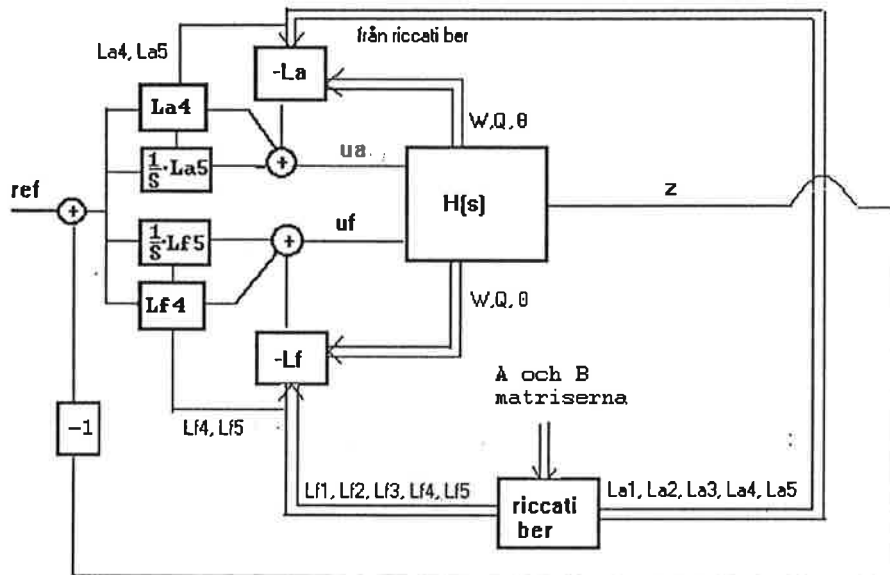 från riccati ber
La4, La5
-La
La4
W,Q,θ
1/S·La5
+
ua
ref
+
H(s)
z
1/S·Lf5
+
uf
Lf4
W,Q,θ
-Lf
A och B
matriserna
-1
Lf4, Lf5
Lf1, Lf2, Lf3, Lf4, Lf5
riccati
ber
La1, La2, La3, La4, La5